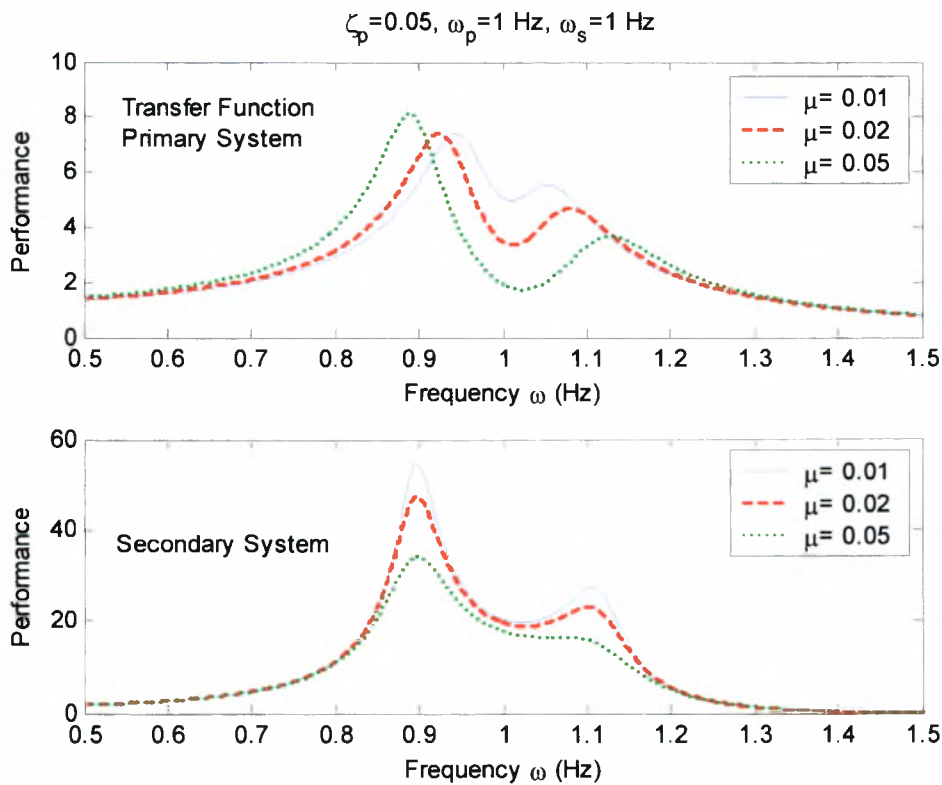 ζp=0.05, ωp=1 Hz, ωs=1 Hz
10
8
6
4
2
0
Performance
Transfer Function
Primary System
μ= 0.01
μ= 0.02
μ= 0.05
0.5 0.6 0.7 0.8 0.9 1 1.1 1.2 1.3 1.4 1.5
Frequency ω (Hz)
60
40
20
0
Performance
Secondary System
μ= 0.01
μ= 0.02
μ= 0.05
0.5 0.6 0.7 0.8 0.9 1 1.1 1.2 1.3 1.4 1.5
Frequency ω (Hz)